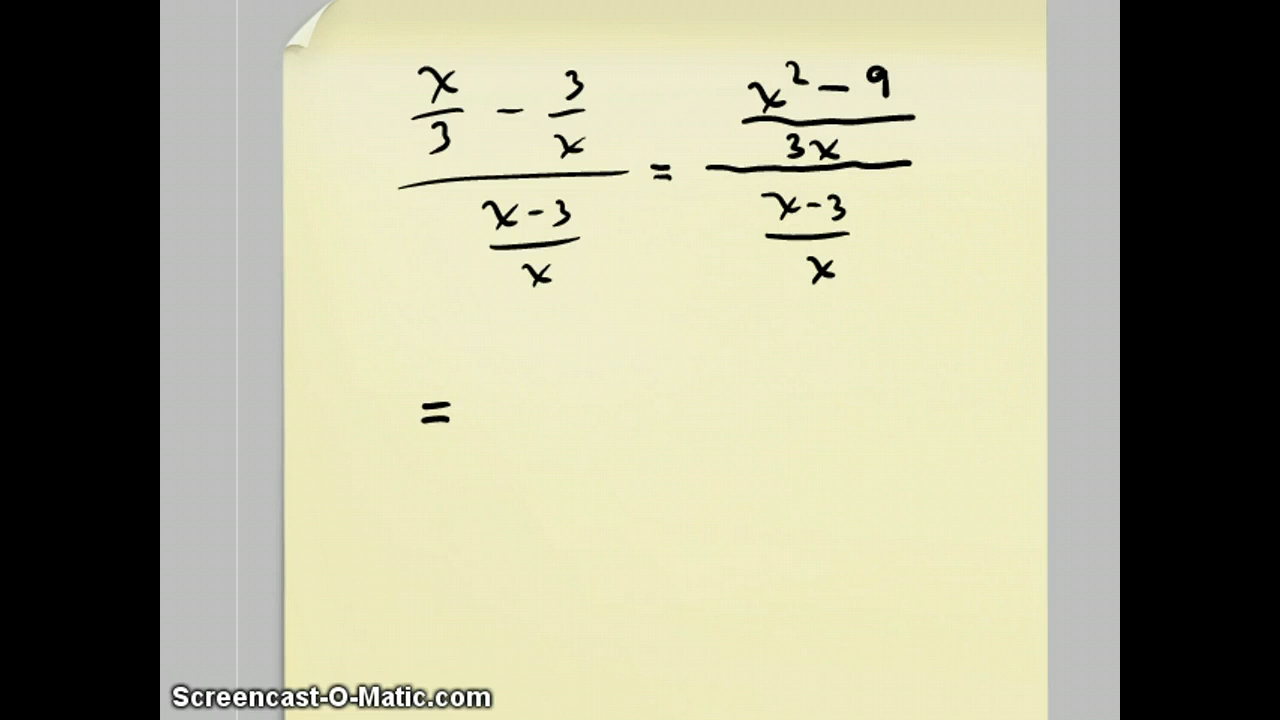 x/3 - 3/x = x² - 9
3x
x - 3
x
x - 3
x
=
Screencast-O-Matic.com